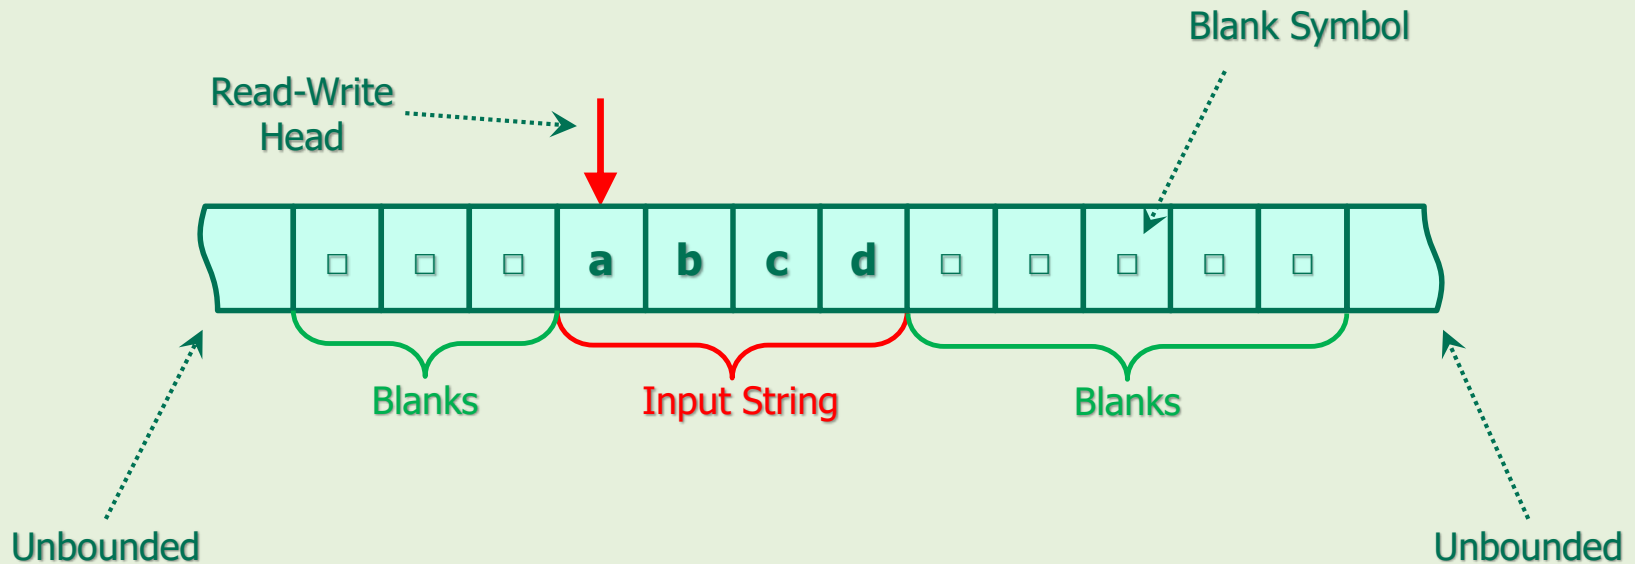 Blank Symbol
Read-Write
Head
□ □ □ a b c d □ □ □ □ □
Blanks
Input String
Blanks
Unbounded
Unbounded